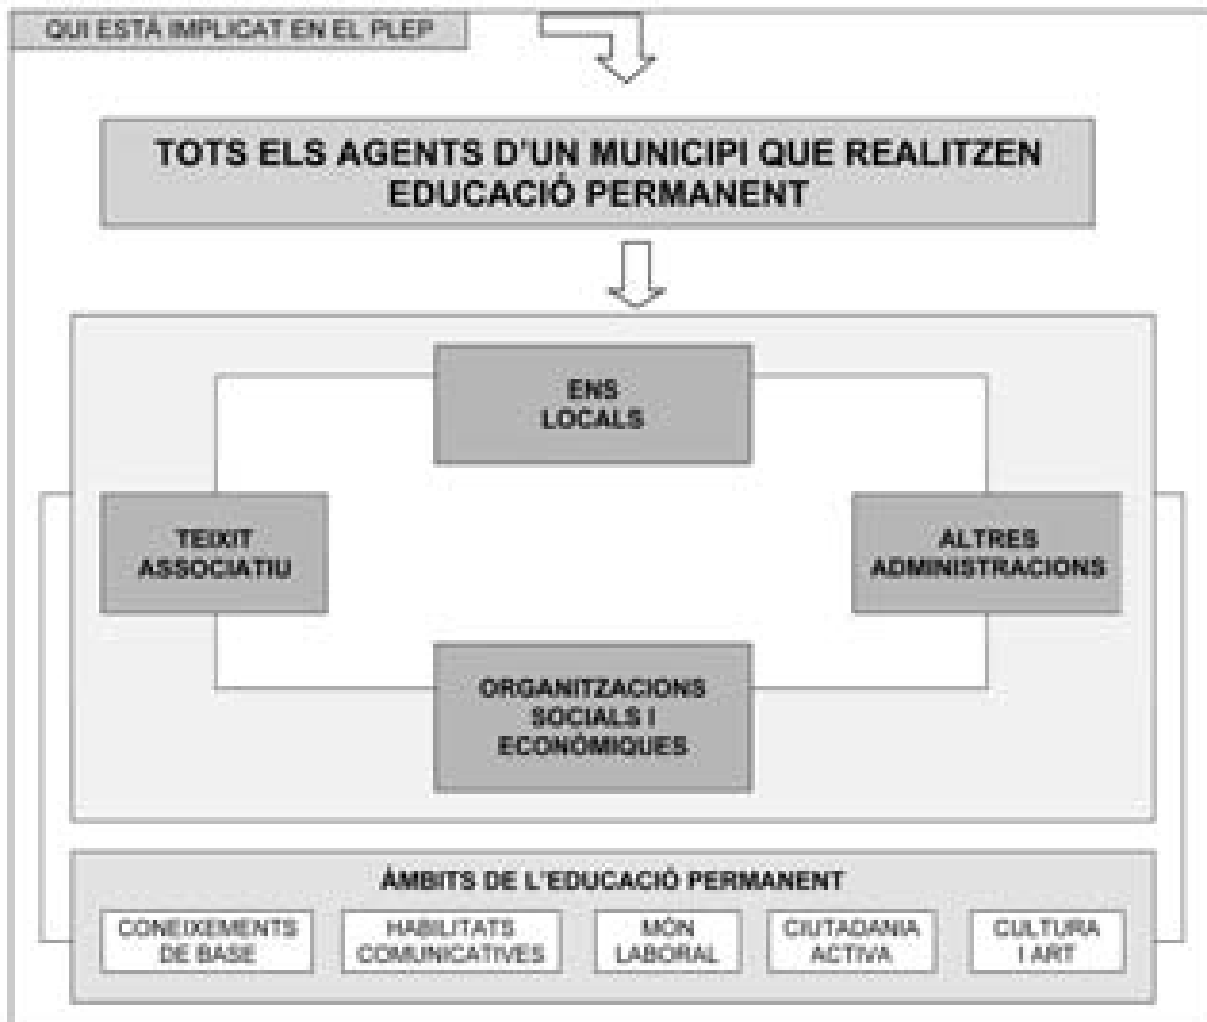 QUI ESTÀ IMPLICAT EN EL PLEP
TOTS ELS AGENTS D'UN MUNICIPI QUE REALITZEN
EDUCACIÓ PERMANENT
ENS
LOCALS
TEIXIT
ASSOCIATIU
ALTRES
ADMINISTRACIONS
ORGANITZACIONS
SOCIALS I
ECONÒMIQUES
ÀMBITS DE L'EDUCACIÓ PERMANENT
CONEIXEMENTS
DE BASE
HABILITATS
COMUNICATIVES
MÓN
LABORAL
CIUTADANIA
ACTIVA
CULTURA
I ART